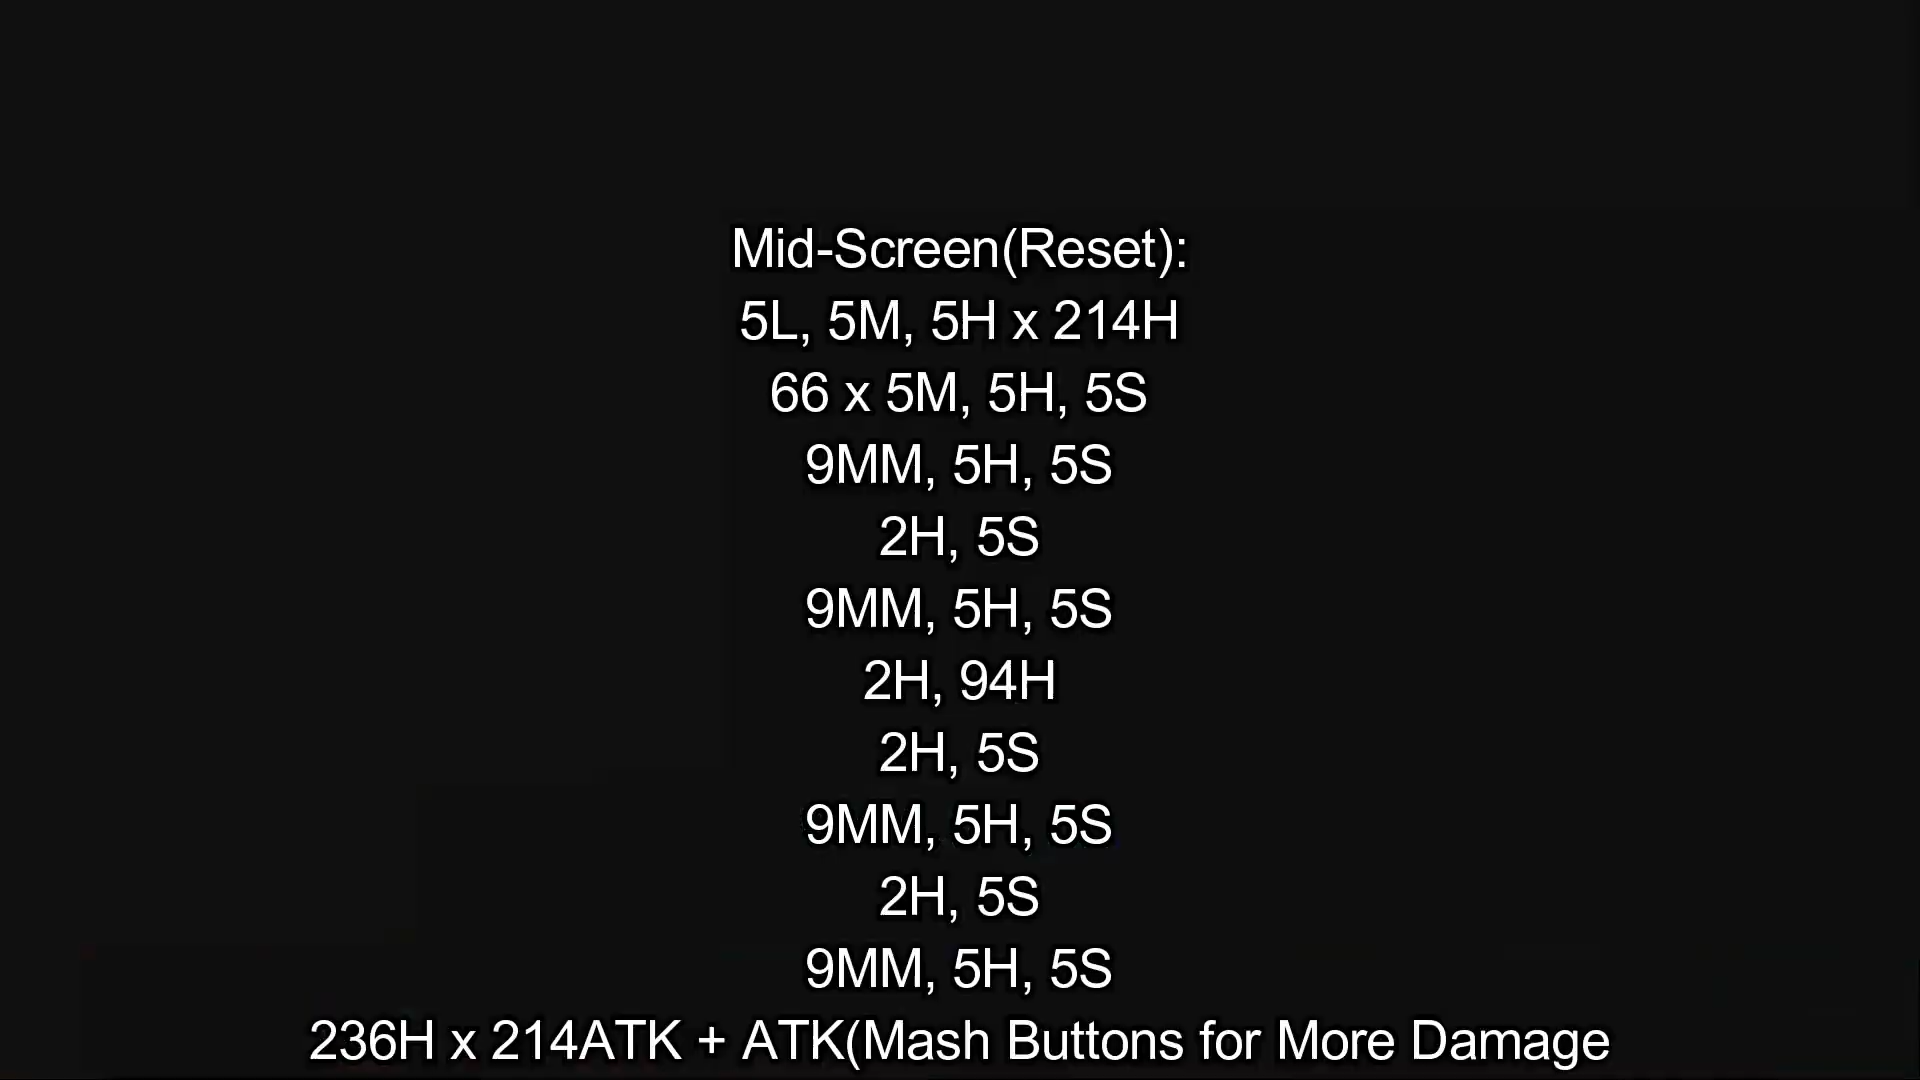 Mid-Screen(Reset):
5L, 5M, 5H x 214H
66 x 5M, 5H, 5S
9MM, 5H, 5S
2H, 5S
9MM, 5H, 5S
2H, 94H
2H, 5S
9MM, 5H, 5S
2H, 5S
9MM, 5H, 5S
236H x 214ATK + ATK(Mash Buttons for More Damage